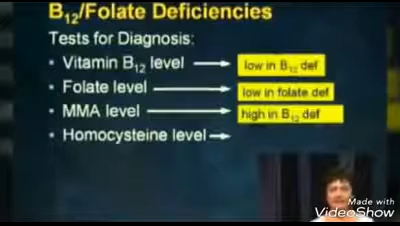 B12/Folate Deficiencies
Tests for Diagnosis:
• Vitamin B12 level → low in B12 def
• Folate level → low in folate def
• MMA level → high in B12 def
• Homocysteine level →
Made with
VideoShow